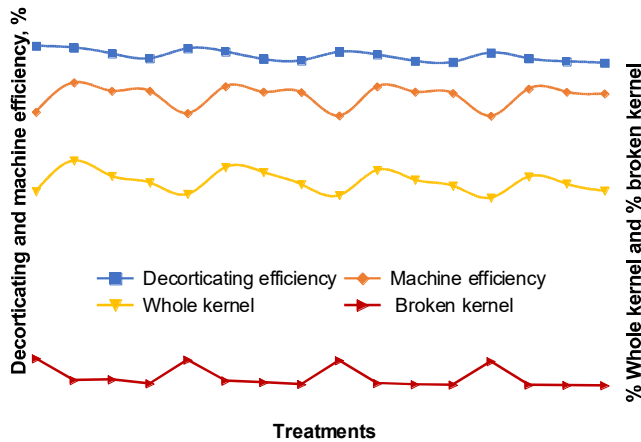 Decorticating and machine efficiency, %
% Whole kernel and % broken kernel
Decorticating efficiency
Machine efficiency
Whole kernel
Broken kernel
Treatments